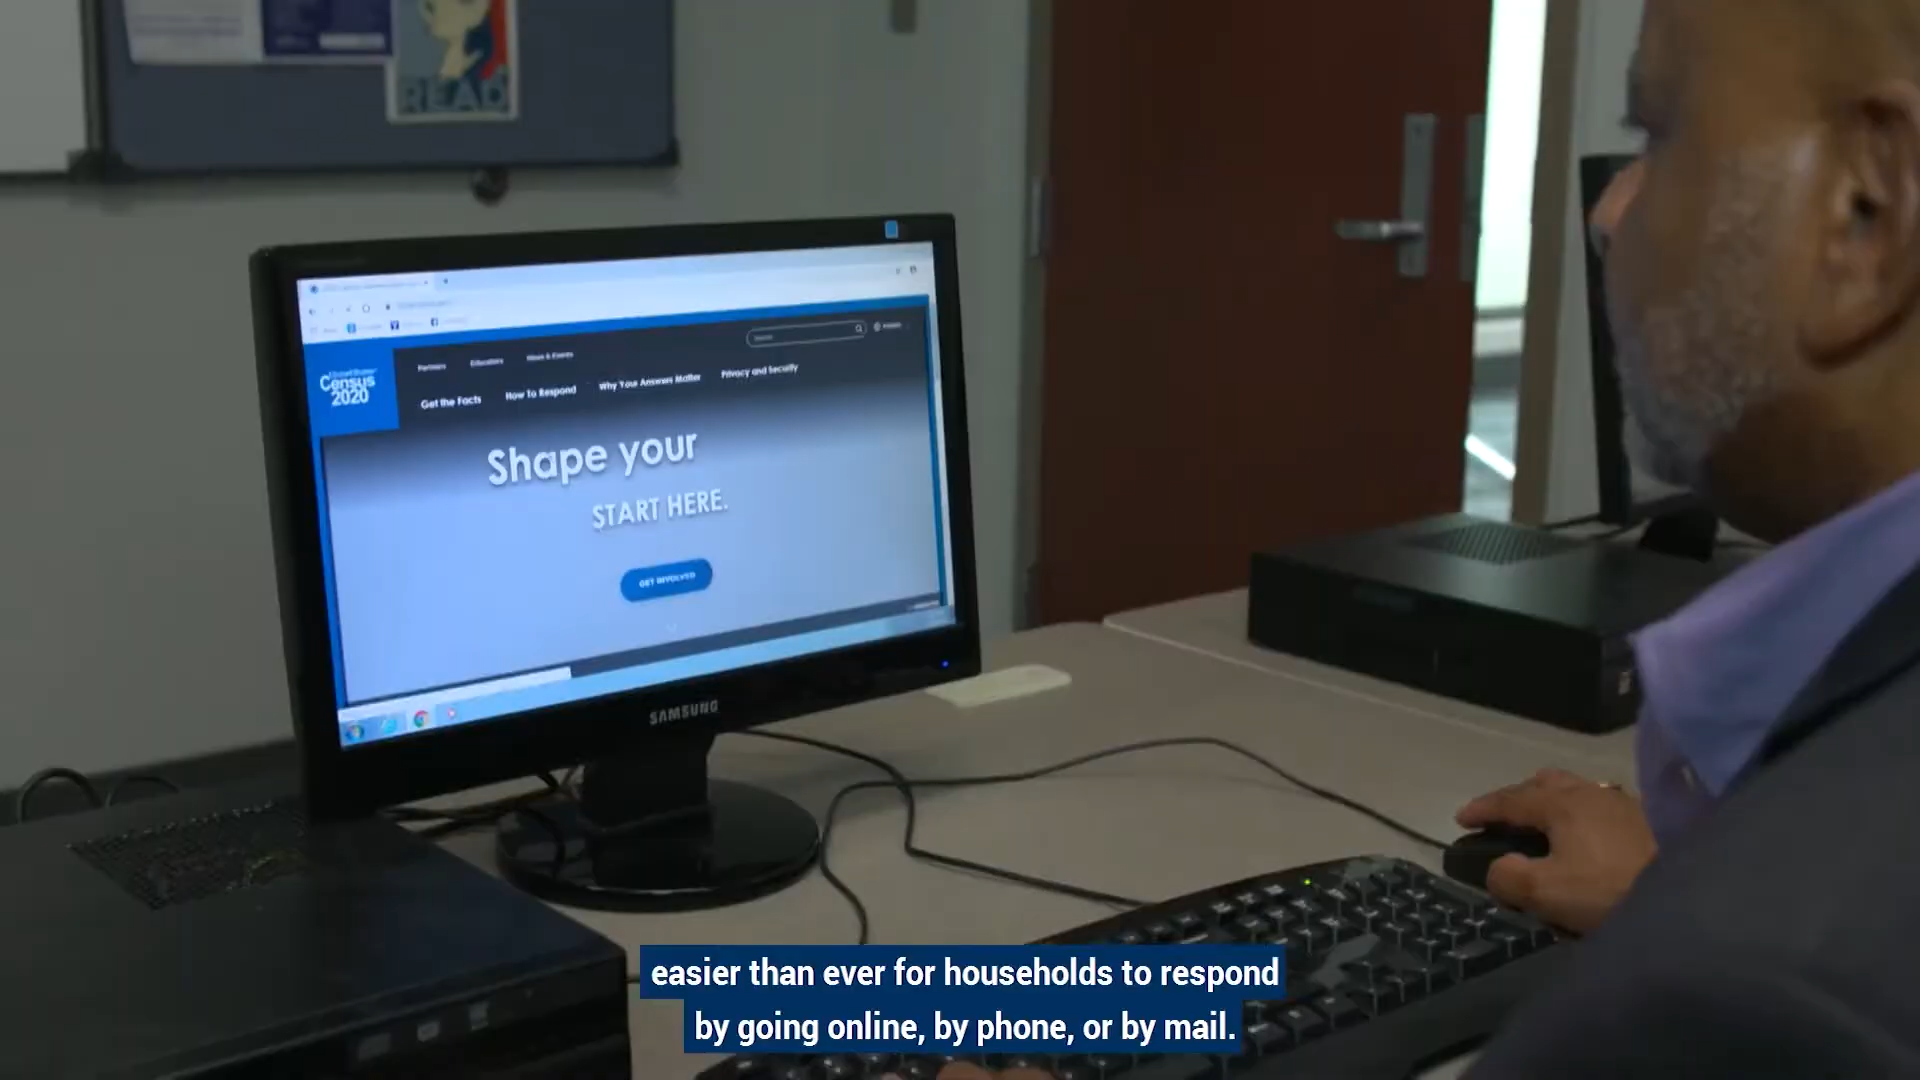 READ
Partners Educators News & Events
United States®
Census
2020
Get the Facts How To Respond Why Your Answers Matter Privacy and Security
Shape your
START HERE.
GET INVOLVED
SAMSUNG
easier than ever for households to respond
by going online, by phone, or by mail.